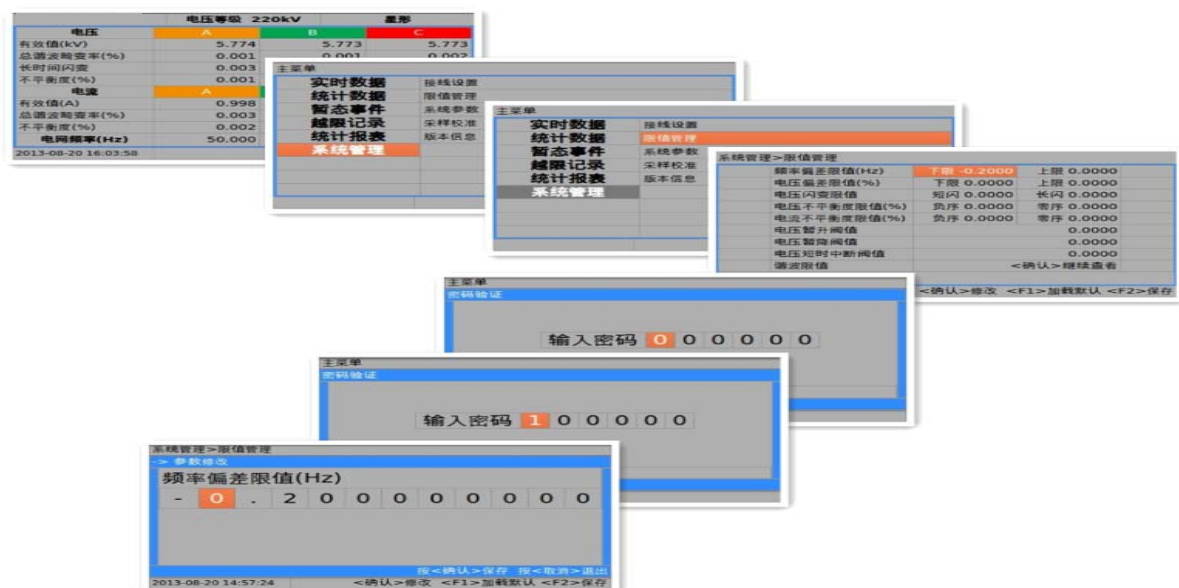 电压等级 220kV 星形
电压 A B C
有效值(kV) 5.774 5.773 5.773
总谐波畸变率(%) 0.001 0.001 0.002
长时间闪变 0.003
不平衡度(%) 0.001
电流 A
有效值(A) 0.998
总谐波畸变率(%) 0.003
不平衡度(%) 0.002
电网频率(Hz) 50.000
2013-08-20 16:03:58
主菜单
实时数据 接线设置
统计数据 限值管理
暂态事件 系统参数
越限记录 采样校准
统计报表 版本信息
系统管理
主菜单
实时数据 接线设置
统计数据 限值管理
暂态事件 系统参数
越限记录 采样校准
统计报表 版本信息
系统管理
系统管理>限值管理
频率偏差限值(Hz) 下限 -0.2000 上限 0.0000
电压偏差限值(%) 下限 0.0000 上限 0.0000
电压闪变限值 短闪 0.0000 长闪 0.0000
电压不平衡度限值(%) 负序 0.0000 零序 0.0000
电流不平衡度限值(%) 负序 0.0000 零序 0.0000
电压暂升阀值 0.0000
电压暂降阀值 0.0000
电压短时中断阀值 0.0000
谐波限值 <确认>继续查看
<确认>修改 <F1>加载默认 <F2>保存
主菜单
密码验证
输入密码 0 0 0 0 0 0
主菜单
密码验证
输入密码 1 0 0 0 0 0
系统管理>限值管理
-> 参数修改
频率偏差限值(Hz)
- 0 . 2 0 0 0 0 0 0 0 0
按<确认>保存 按<取消>退出
2013-08-20 14:57:24 <确认>修改 <F1>加载默认 <F2>保存